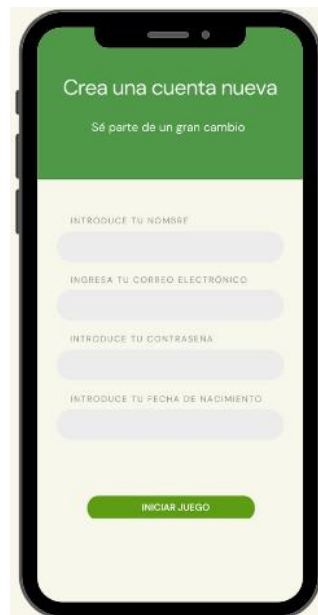 Crea una cuenta nueva
Sé parte de un gran cambio
INTRODUCE TU NOMBRE
INGRESA TU CORREO ELECTRÓNICO
INTRODUCE TU CONTRASEÑA
INTRODUCE TU FECHA DE NACIMIENTO
INICIAR JUEGO